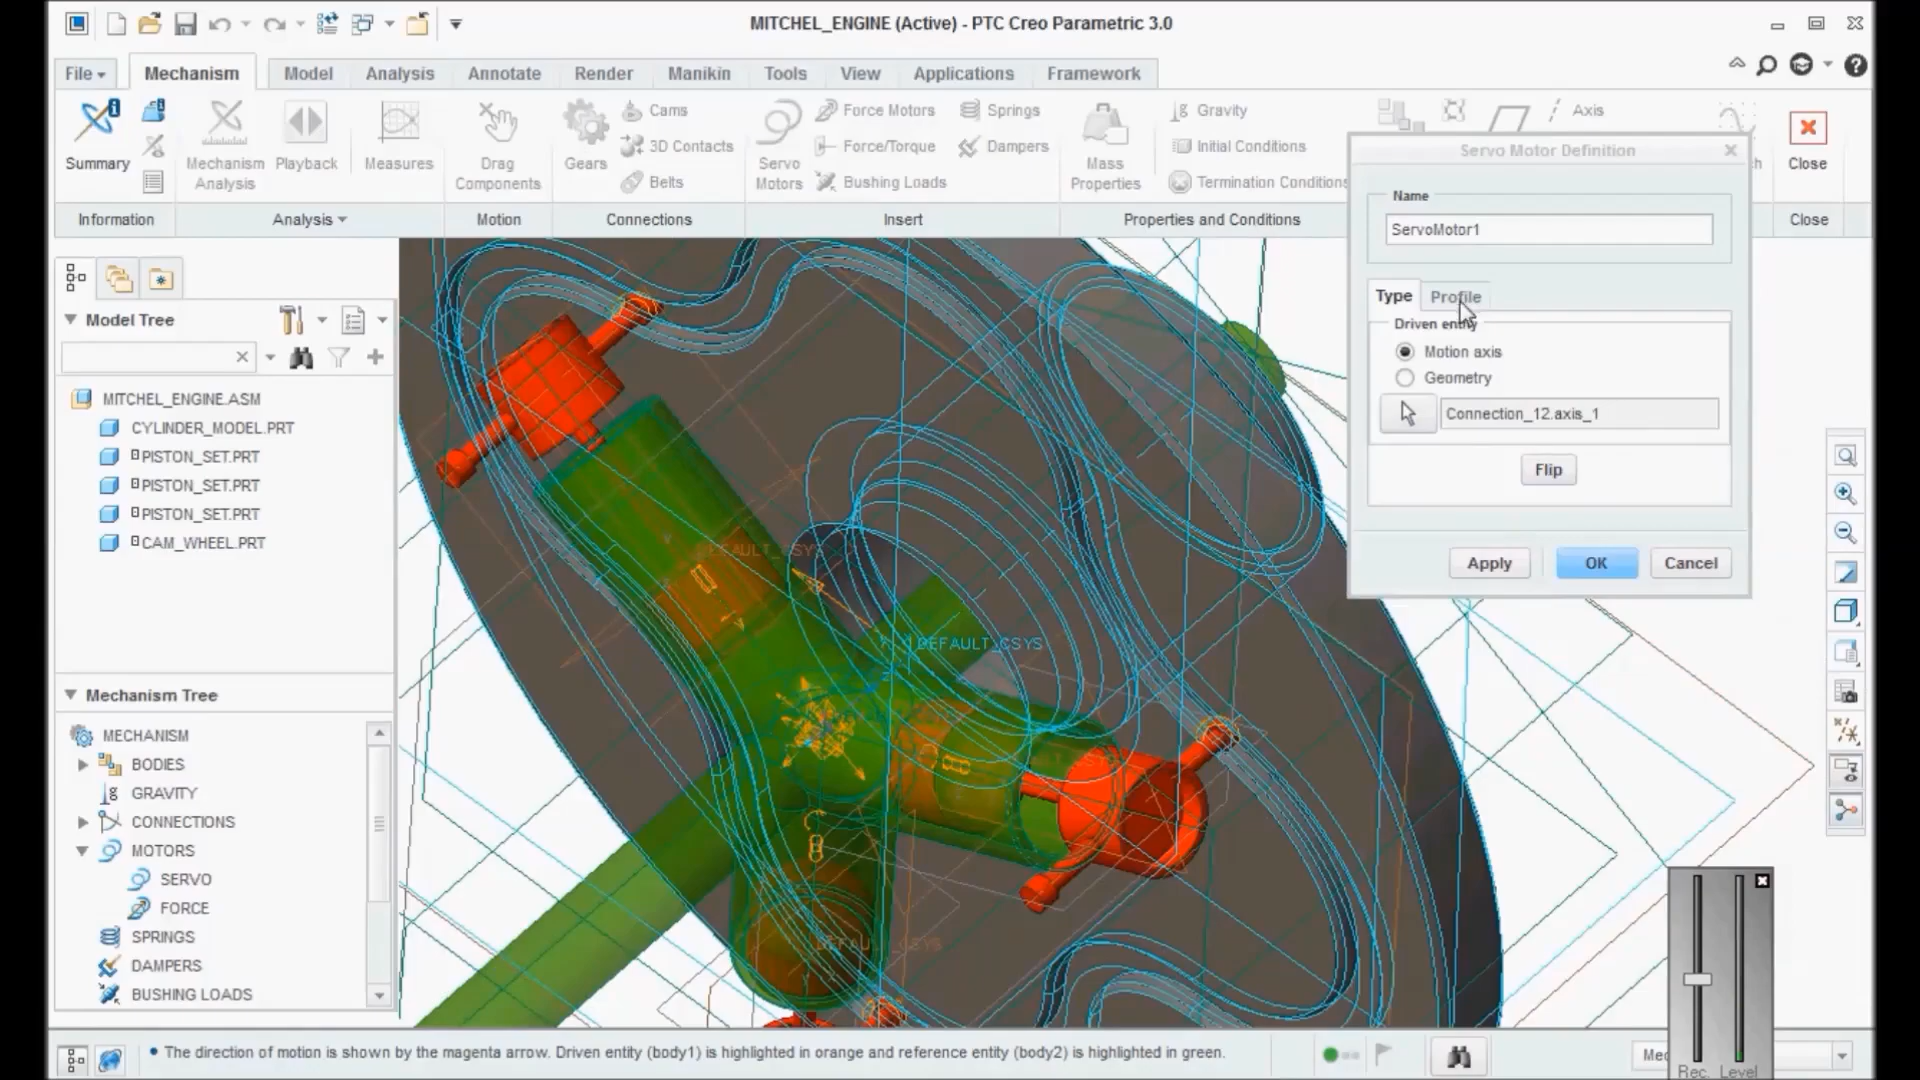 MITCHEL_ENGINE (Active) - PTC Creo Parametric 3.0
File Mechanism Model Analysis Annotate Render Manikin Tools View Applications Framework
Summary
Mechanism Analysis
Playback
Measures
Drag Components
Gears
Cams
3D Contacts
Belts
Servo Motors
Force Motors
Force/Torque
Bushing Loads
Springs
Dampers
Mass Properties
Gravity
Initial Conditions
Termination Conditions
Axis
Close
Information Analysis Motion Connections Insert Properties and Conditions Close
Servo Motor Definition
Name
ServoMotor1
Type Profile
Driven entity
Motion axis
Geometry
Connection_12.axis_1
Flip
Apply OK Cancel
Model Tree
MITCHEL_ENGINE.ASM
CYLINDER_MODEL.PRT
PISTON_SET.PRT
PISTON_SET.PRT
PISTON_SET.PRT
CAM_WHEEL.PRT
Mechanism Tree
MECHANISM
BODIES
GRAVITY
CONNECTIONS
MOTORS
SERVO
FORCE
SPRINGS
DAMPERS
BUSHING LOADS
DEFAULT_CSYS
DEFAULT_CSYS
DEFAULT_CSYS
The direction of motion is shown by the magenta arrow. Driven entity (body1) is highlighted in orange and reference entity (body2) is highlighted in green.
Rec. Level